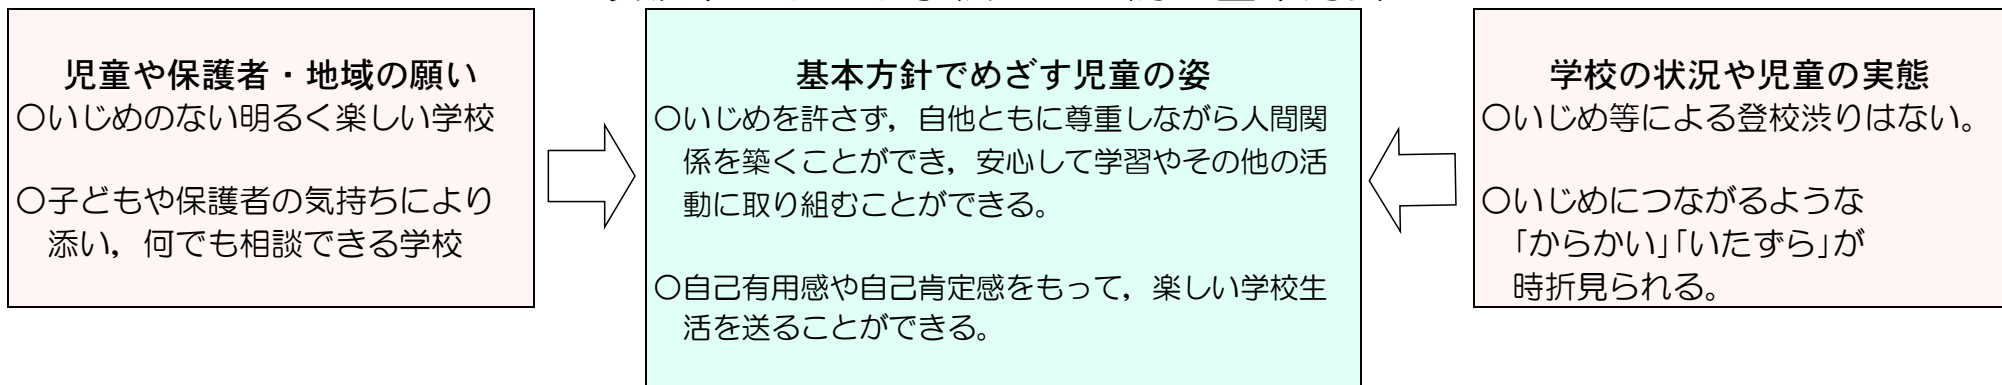 児童や保護者・地域の願い
〇いじめのない明るく楽しい学校
〇子どもや保護者の気持ちにより
添い，何でも相談できる学校
基本方針でめざす児童の姿
〇いじめを許さず，自他ともに尊重しながら人間関
係を築くことができ，安心して学習やその他の活
動に取り組むことができる。
〇自己有用感や自己肯定感をもって，楽しい学校生
活を送ることができる。
学校の状況や児童の実態
〇いじめ等による登校渋りはない。
〇いじめにつながるような
「からかい」「いたずら」が
時折見られる。